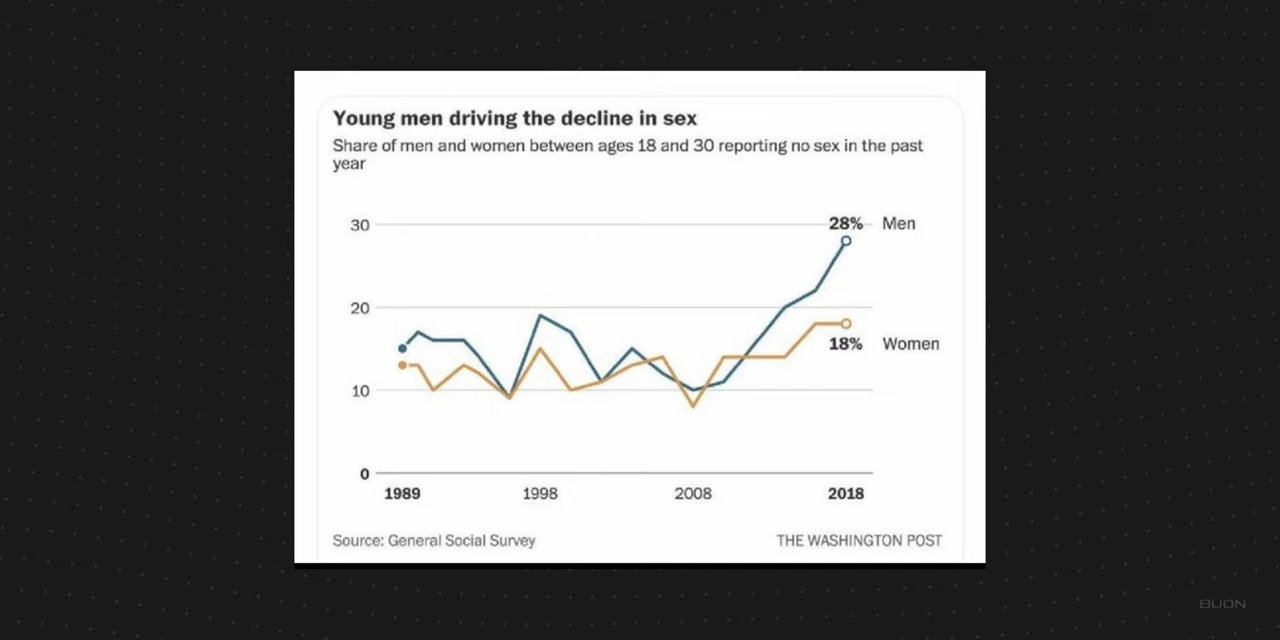 Young men driving the decline in sex
Share of men and women between ages 18 and 30 reporting no sex in the past
year
30
28% Men
20
18% Women
10
0
1989 1998 2008 2018
Source: General Social Survey THE WASHINGTON POST
BUON